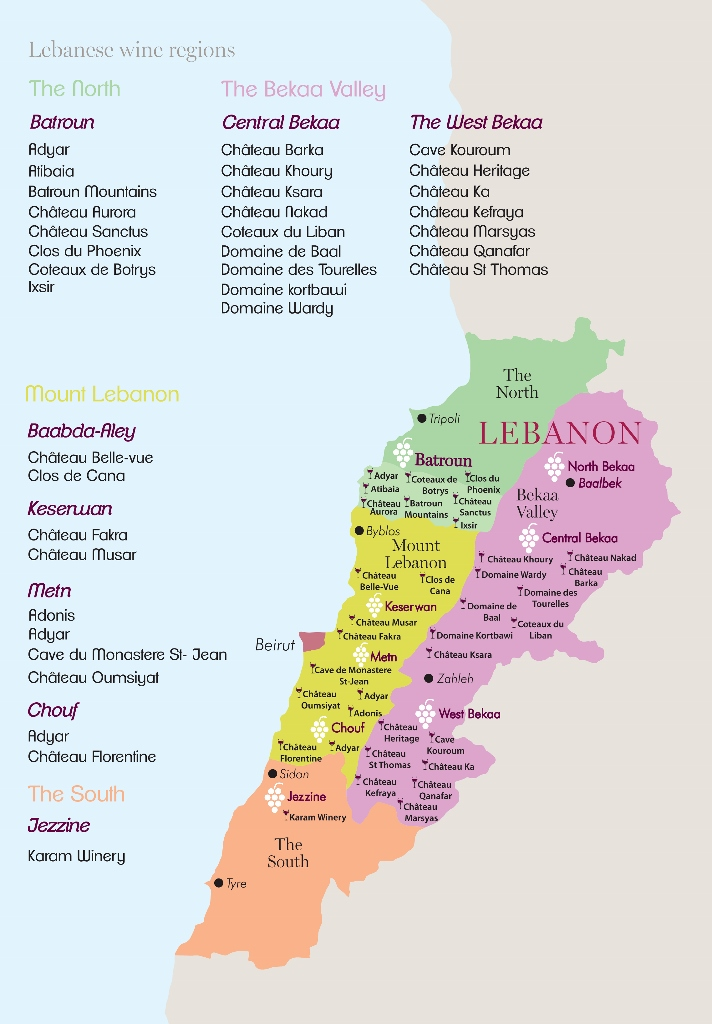 Lebanese wine regions
The North
Batroun
Adyar
Atibaia
Batroun Mountains
Château Aurora
Château Sanctus
Clos du Phoenix
Coteaux de Botrys
Ixsir
The Bekaa Valley
Central Bekaa
Château Barka
Château Khoury
Château Ksara
Château Nakad
Coteaux du Liban
Domaine de Baal
Domaine des Tourelles
Domaine kortbawi
Domaine Wardy
The West Bekaa
Cave Kouroum
Château Heritage
Château Ka
Château Kefraya
Château Marsyas
Château Qanafar
Château St Thomas
Mount Lebanon
Baabda-Aley
Château Belle-vue
Clos de Cana
Keserwan
Château Fakra
Château Musar
Metn
Adonis
Adyar
Cave du Monastere St- Jean
Château Oumsiyat
Chouf
Adyar
Château Florentine
The South
Jezzine
Karam Winery
The
North
Tripoli
LEBANON
Batroun
North Bekaa
Baalbek
Adyar
Coteaux de
Botrys
Clos du
Phoenix
Atibaia
Château
Aurora
Batroun
Mountains
Château
Sanctus
Ixsir
Bekaa
Valley
Byblos
Central Bekaa
Mount
Lebanon
Château Khoury
Château Nakad
Domaine Wardy
Château
Barka
Château
Belle-Vue
Clos de
Cana
Domaine des
Tourelles
Keserwan
Domaine de
Baal
Château Musar
Coteaux du
Liban
Château Fakra
Domaine Kortbawi
Beirut
Metn
Château Ksara
Cave de Monastere
St-Jean
Zahleh
Château
Oumsiyat
Adyar
Adonis
West Bekaa
Chouf
Château
Heritage
Cave
Kouroum
Château
Florentine
Adyar
Château
St Thomas
Château Ka
Sidon
Château
Kefraya
Château
Qanafar
Jezzine
Château
Marsyas
Karam Winery
The
South
Tyre